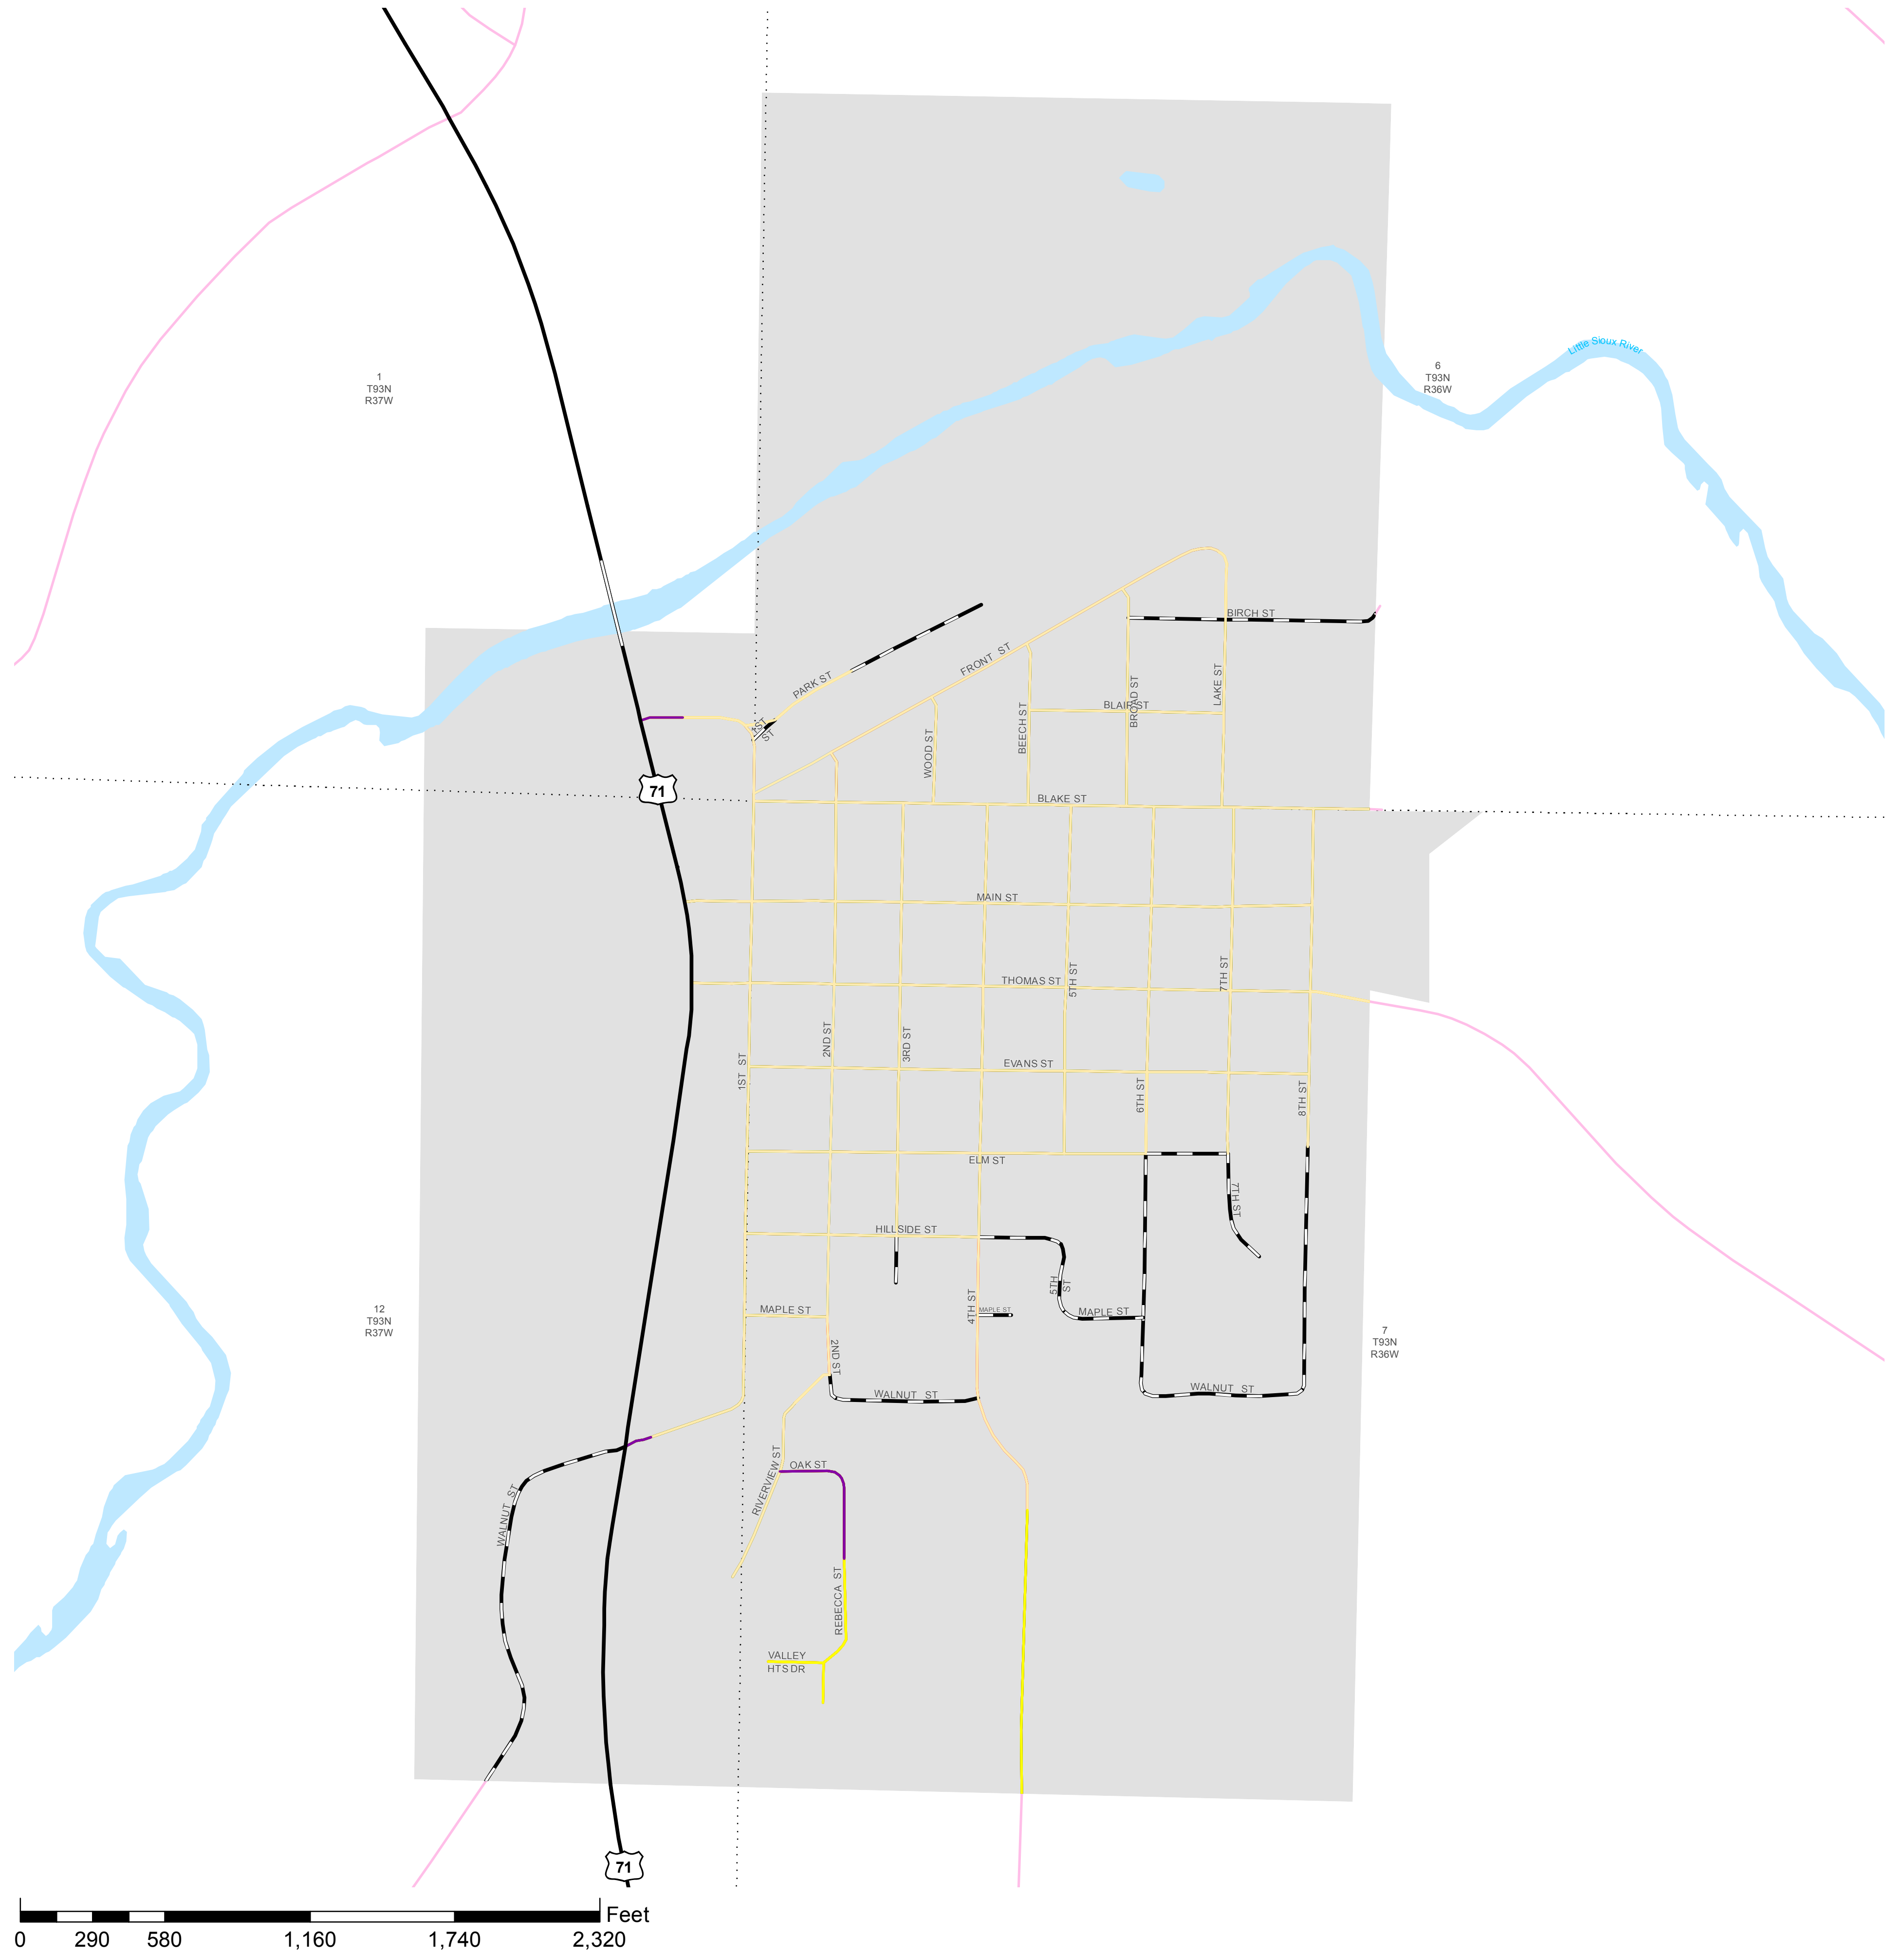 Little Sioux River
1
T93N
R37W
6
T93N
R36W
BIRCH ST
FRONT ST
PARK ST
LAKE ST
BROAD ST
BLAIR ST
BEECH ST
1ST
ST
WOOD ST
71
BLAKE ST
MAIN ST
THOMAS ST
5TH ST
7TH ST
2ND ST
3RD ST
1ST ST
EVANS ST
6TH ST
8TH ST
ELM ST
7TH ST
HILLSIDE ST
5TH
ST
12
T93N
R37W
MAPLE ST
4TH ST
MAPLE ST
MAPLE ST
7
T93N
R36W
2ND ST
WALNUT ST
WALNUT ST
RIVERVIEW ST
OAK ST
WALNUT ST
REBECCA ST
VALLEY
HTS DR
71
Feet
0 290 580 1,160 1,740 2,320